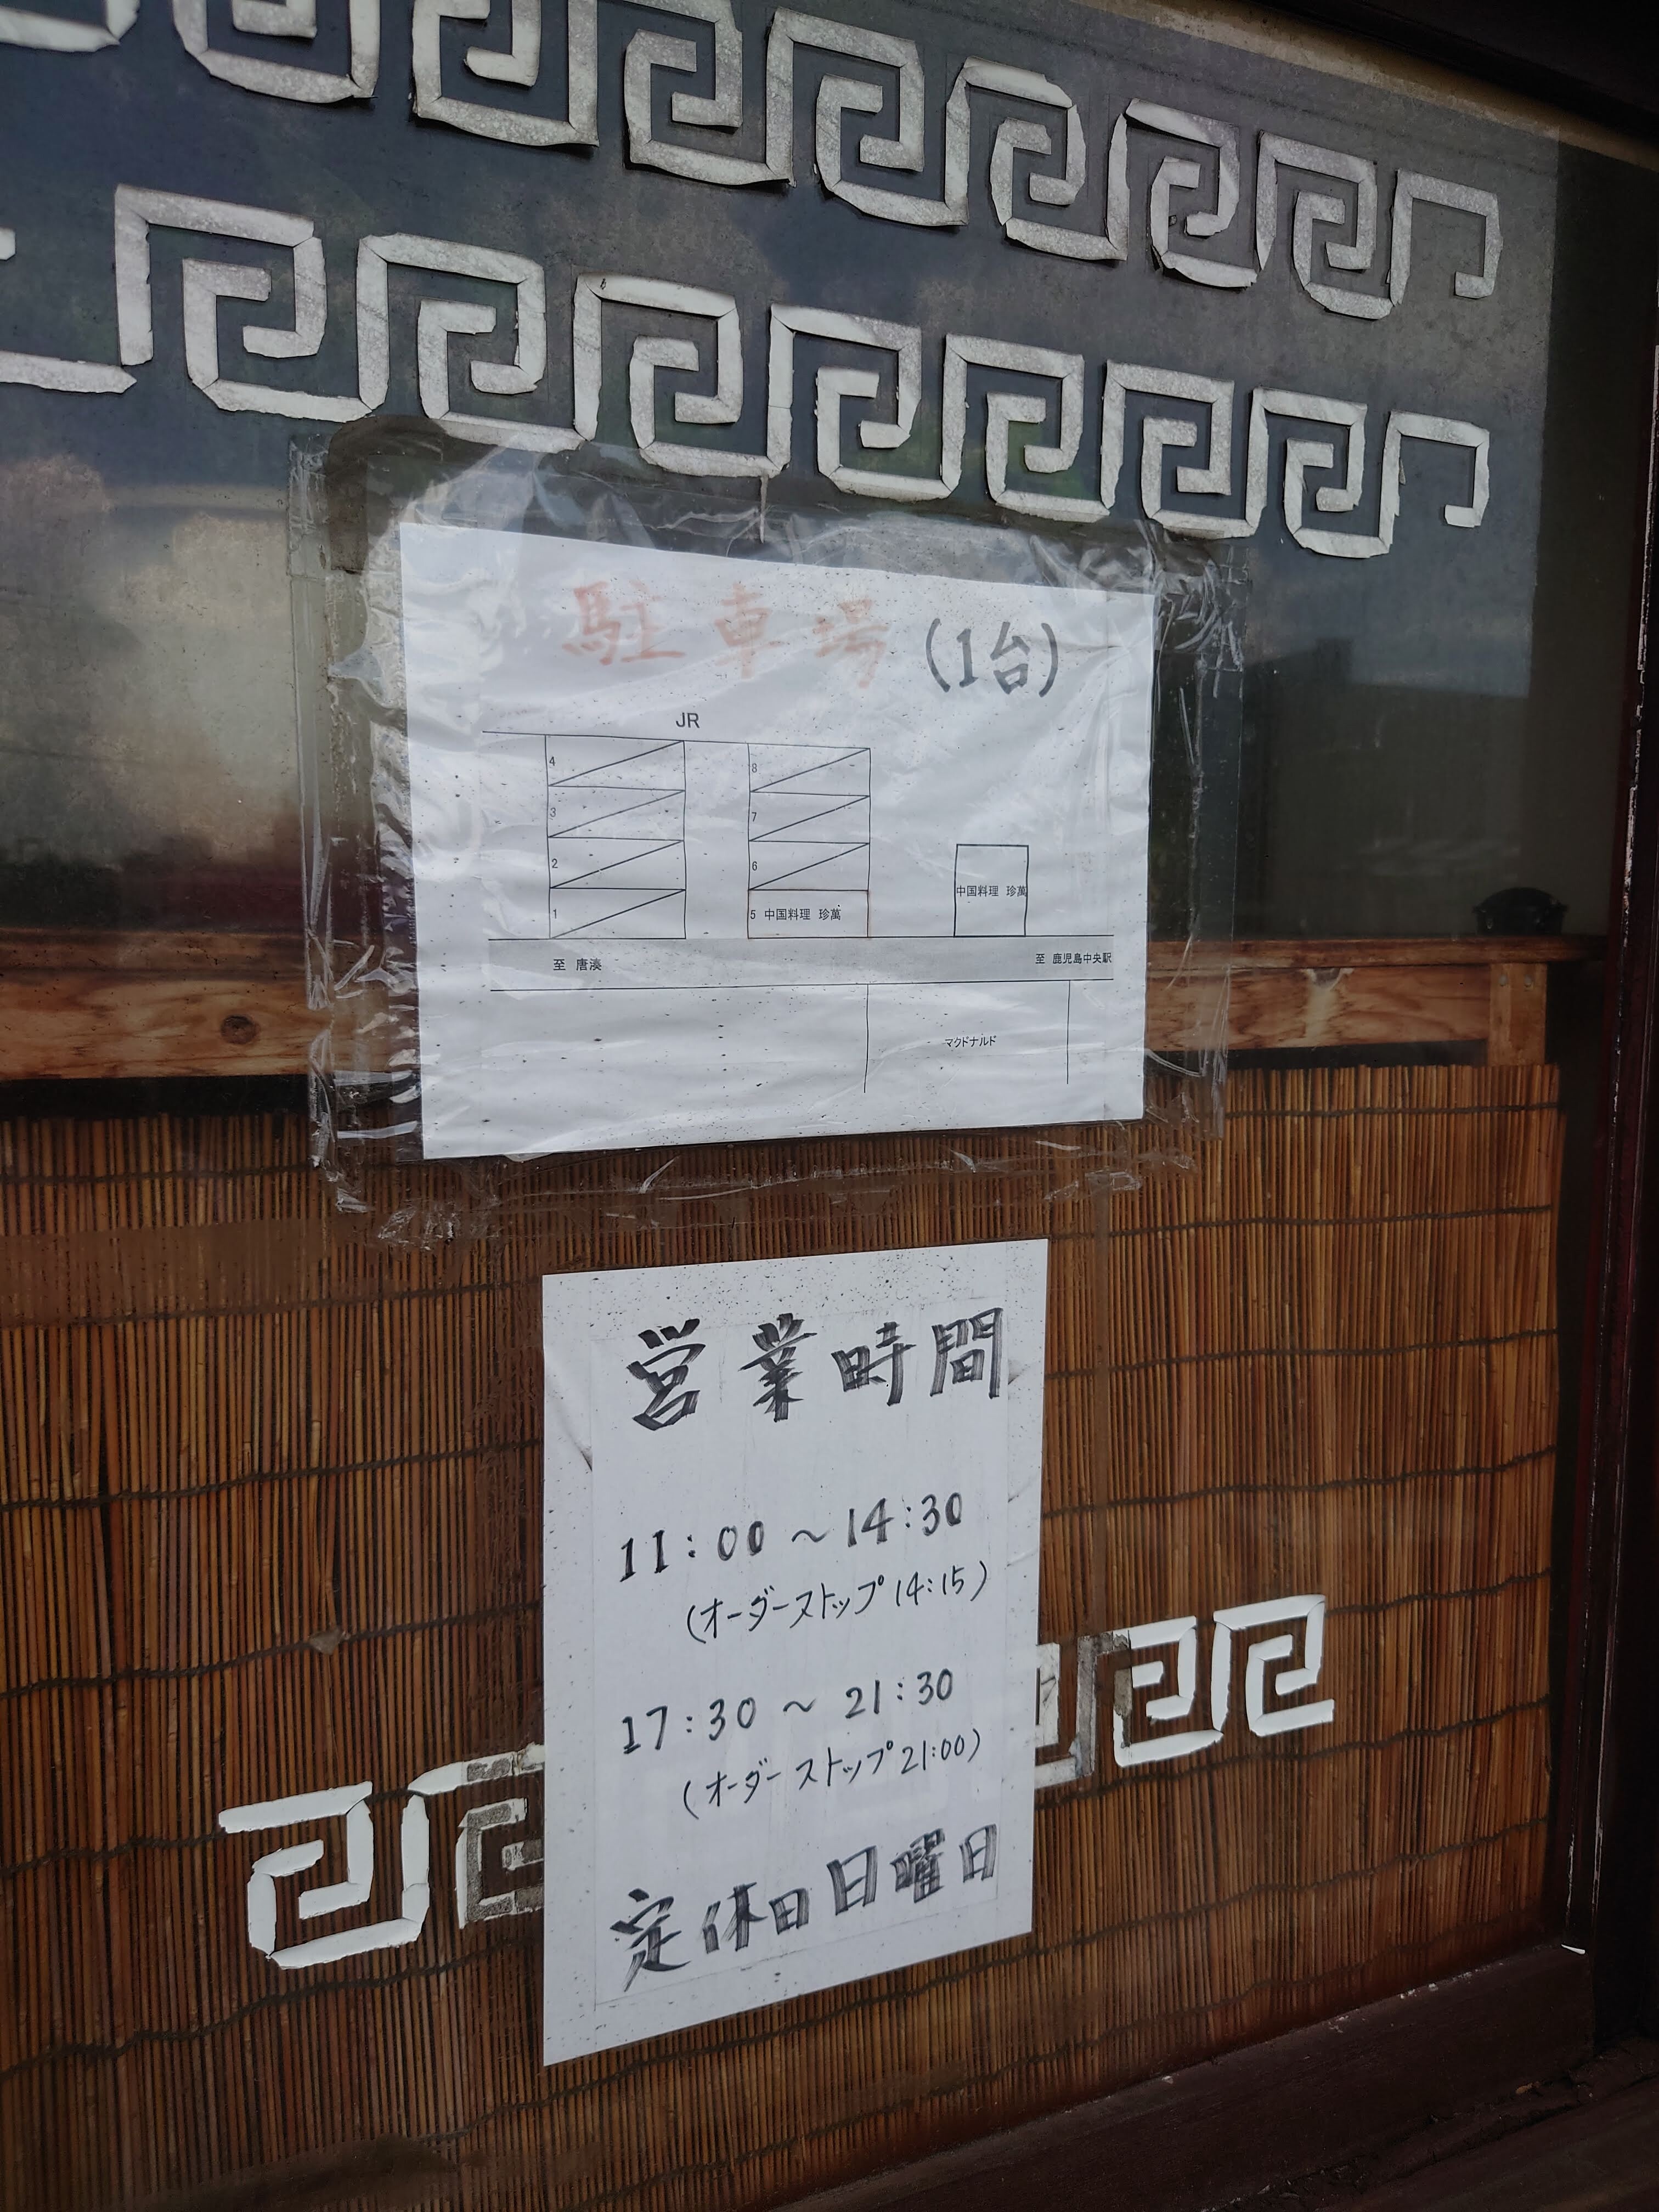 駐車場(1台)
JR
4
8
3
7
2
6
1
5 中国料理 珍萬
中国料理 珍萬
至 唐湊
至 鹿児島中央駅
マクドナルド
営業時間
11:00 ～ 14:30
(オーダーストップ 14:15)
17:30 ～ 21:30
(オーダーストップ 21:00)
定休日日曜日